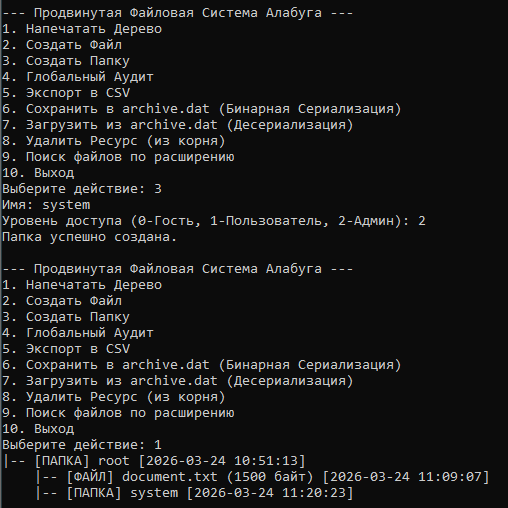 --- Продвинутая Файловая Система Алабуга ---
1. Напечатать Дерево
2. Создать Файл
3. Создать Папку
4. Глобальный Аудит
5. Экспорт в CSV
6. Сохранить в archive.dat (Бинарная Сериализация)
7. Загрузить из archive.dat (Десериализация)
8. Удалить Ресурс (из корня)
9. Поиск файлов по расширению
10. Выход
Выберите действие: 3
Имя: system
Уровень доступа (0-Гость, 1-Пользователь, 2-Админ): 2
Папка успешно создана.

--- Продвинутая Файловая Система Алабуга ---
1. Напечатать Дерево
2. Создать Файл
3. Создать Папку
4. Глобальный Аудит
5. Экспорт в CSV
6. Сохранить в archive.dat (Бинарная Сериализация)
7. Загрузить из archive.dat (Десериализация)
8. Удалить Ресурс (из корня)
9. Поиск файлов по расширению
10. Выход
Выберите действие: 1
|-- [ПАПКА] root [2026-03-24 10:51:13]
    |-- [ФАЙЛ] document.txt (1500 байт) [2026-03-24 11:09:07]
    |-- [ПАПКА] system [2026-03-24 11:20:23]